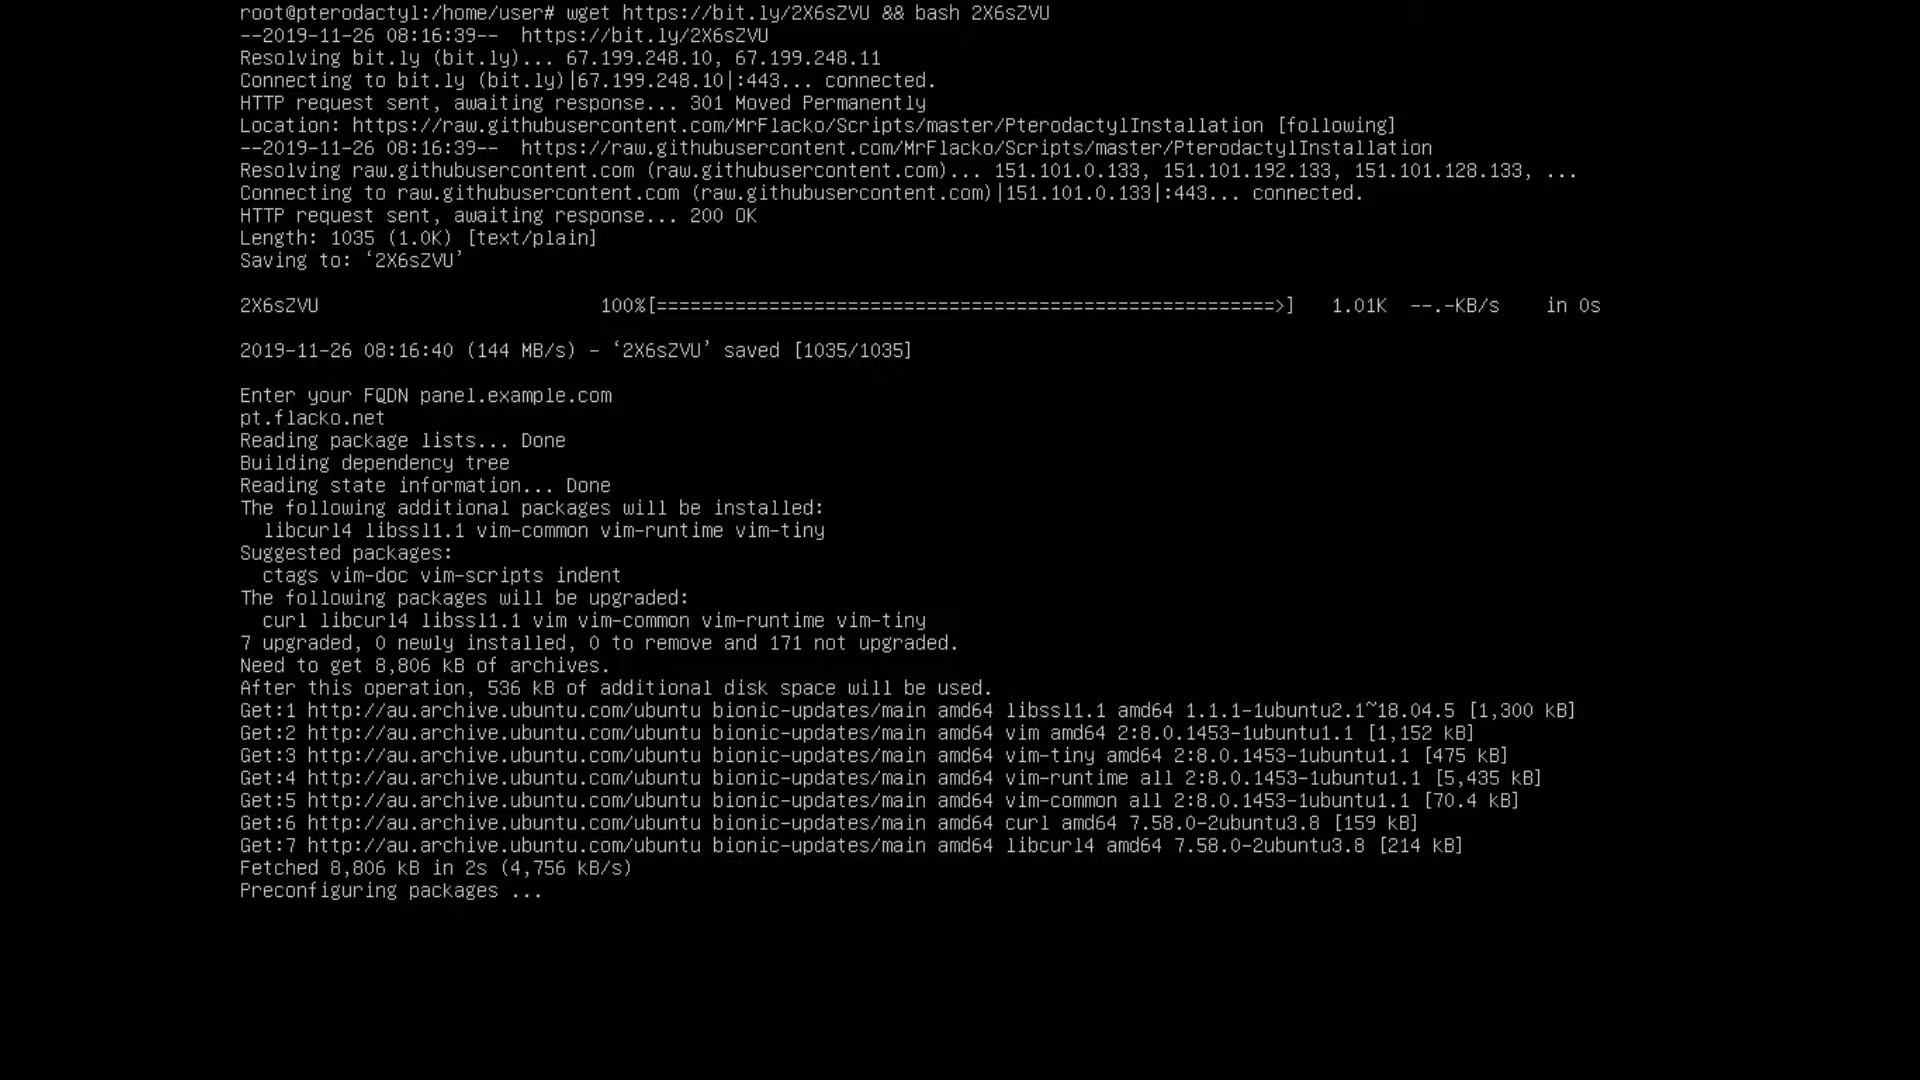 root@pterodactyl:/home/user# wget https://bit.ly/2X6sZVU && bash 2X6sZVU
--2019-11-26 08:16:39--  https://bit.ly/2X6sZVU
Resolving bit.ly (bit.ly)... 67.199.248.10, 67.199.248.11
Connecting to bit.ly (bit.ly)|67.199.248.10|:443... connected.
HTTP request sent, awaiting response... 301 Moved Permanently
Location: https://raw.githubusercontent.com/MrFlacko/Scripts/master/PterodactylInstallation [following]
--2019-11-26 08:16:39--  https://raw.githubusercontent.com/MrFlacko/Scripts/master/PterodactylInstallation
Resolving raw.githubusercontent.com (raw.githubusercontent.com)... 151.101.0.133, 151.101.192.133, 151.101.128.133, ...
Connecting to raw.githubusercontent.com (raw.githubusercontent.com)|151.101.0.133|:443... connected.
HTTP request sent, awaiting response... 200 OK
Length: 1035 (1.0K) [text/plain]
Saving to: ‘2X6sZVU’
2X6sZVU                         100%[=======================================================>]   1.01K  --.-KB/s    in 0s
2019-11-26 08:16:40 (144 MB/s) - ‘2X6sZVU’ saved [1035/1035]
Enter your FQDN panel.example.com
pt.flacko.net
Reading package lists... Done
Building dependency tree
Reading state information... Done
The following additional packages will be installed:
  libcurl4 libssl1.1 vim-common vim-runtime vim-tiny
Suggested packages:
  ctags vim-doc vim-scripts indent
The following packages will be upgraded:
  curl libcurl4 libssl1.1 vim vim-common vim-runtime vim-tiny
7 upgraded, 0 newly installed, 0 to remove and 171 not upgraded.
Need to get 8,806 kB of archives.
After this operation, 536 kB of additional disk space will be used.
Get:1 http://au.archive.ubuntu.com/ubuntu bionic-updates/main amd64 libssl1.1 amd64 1.1.1-1ubuntu2.1~18.04.5 [1,300 kB]
Get:2 http://au.archive.ubuntu.com/ubuntu bionic-updates/main amd64 vim amd64 2:8.0.1453-1ubuntu1.1 [1,152 kB]
Get:3 http://au.archive.ubuntu.com/ubuntu bionic-updates/main amd64 vim-tiny amd64 2:8.0.1453-1ubuntu1.1 [475 kB]
Get:4 http://au.archive.ubuntu.com/ubuntu bionic-updates/main amd64 vim-runtime all 2:8.0.1453-1ubuntu1.1 [5,435 kB]
Get:5 http://au.archive.ubuntu.com/ubuntu bionic-updates/main amd64 vim-common all 2:8.0.1453-1ubuntu1.1 [70.4 kB]
Get:6 http://au.archive.ubuntu.com/ubuntu bionic-updates/main amd64 curl amd64 7.58.0-2ubuntu3.8 [159 kB]
Get:7 http://au.archive.ubuntu.com/ubuntu bionic-updates/main amd64 libcurl4 amd64 7.58.0-2ubuntu3.8 [214 kB]
Fetched 8,806 kB in 2s (4,756 kB/s)
Preconfiguring packages ...